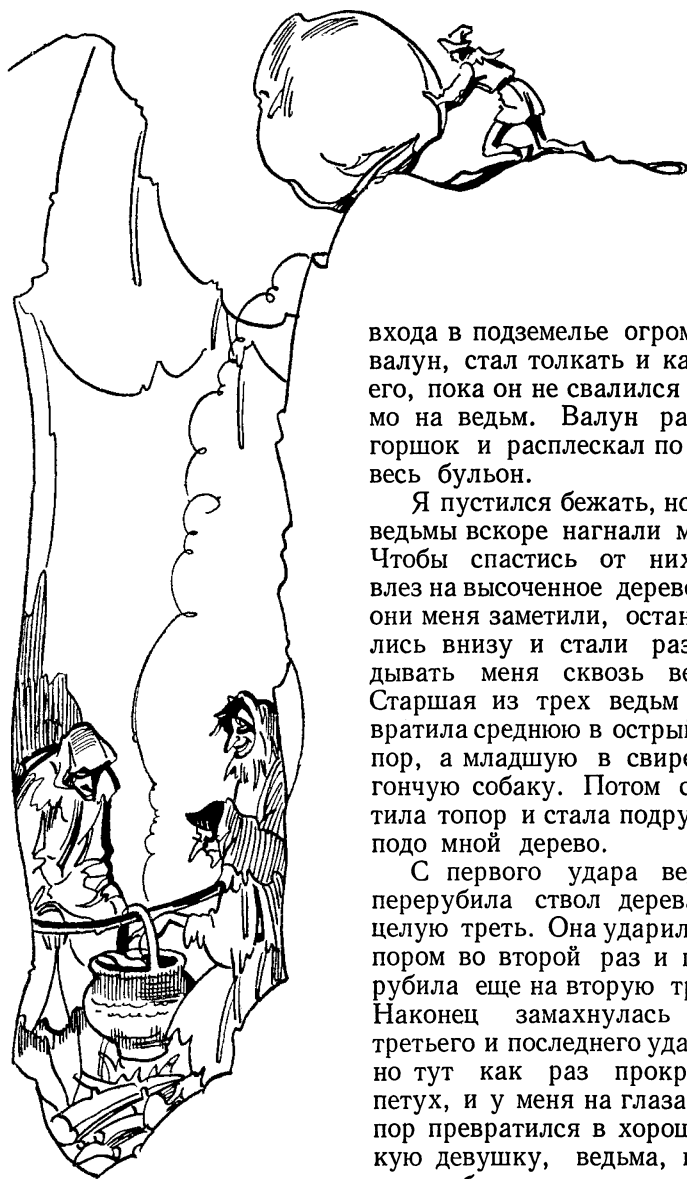 входа в подземелье огром
валун, стал толкать и ка
его, пока он не свалился
мо на ведьм. Валун ра
горшок и расплескал по
весь бульон.
Я пустился бежать, но
ведьмы вскоре нагнали м
Чтобы спастись от них
влез на высоченное дерево
они меня заметили, остан
лись внизу и стали раз
дывать меня сквозь ве
Старшая из трех ведьм
вратила среднюю в остры
пор, а младшую в свире
гончую собаку. Потом с
тила топор и стала подру
подо мной дерево.
С первого удара ве
перерубила ствол дерев
целую треть. Она ударил
пором во второй раз и п
рубила еще на вторую тр
Наконец замахнулась
третьего и последнего уда
но тут как раз прокр
петух, и у меня на глаза
пор превратился в хорош
кую девушку, ведьма,